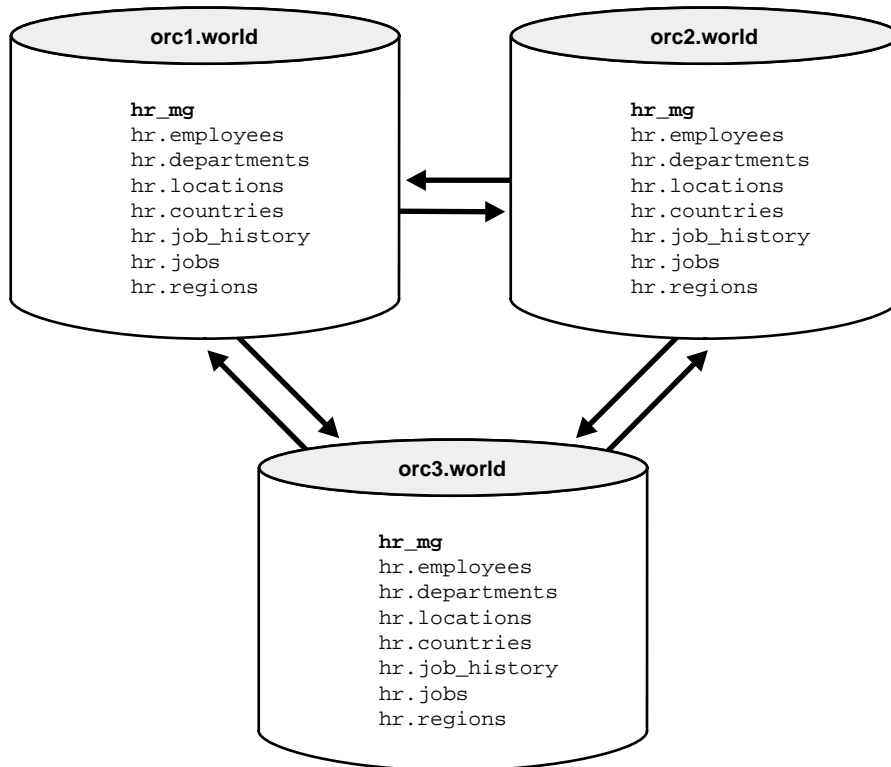 orc1.world
hr_mg
hr.employees
hr.departments
hr.locations
hr.countries
hr.job_history
hr.jobs
hr.regions
orc2.world
hr_mg
hr.employees
hr.departments
hr.locations
hr.countries
hr.job_history
hr.jobs
hr.regions
orc3.world
hr_mg
hr.employees
hr.departments
hr.locations
hr.countries
hr.job_history
hr.jobs
hr.regions